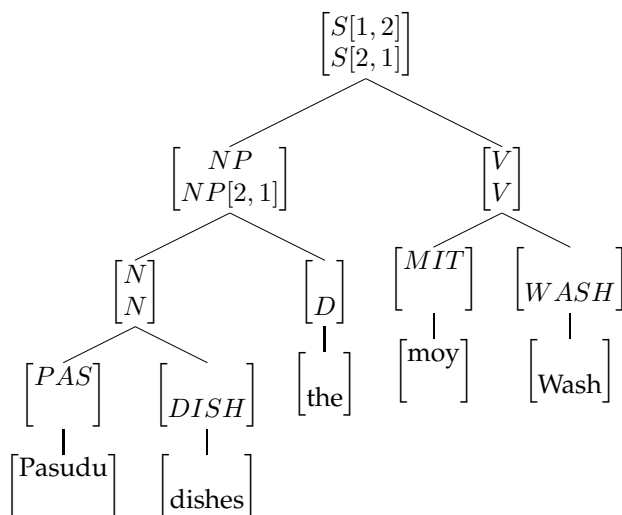 S[1, 2]
S[2, 1]
NP
NP[2, 1]
V
V
N
N
D
MIT
WASH
PAS
DISH
the
moy
Wash
Pasudu
dishes